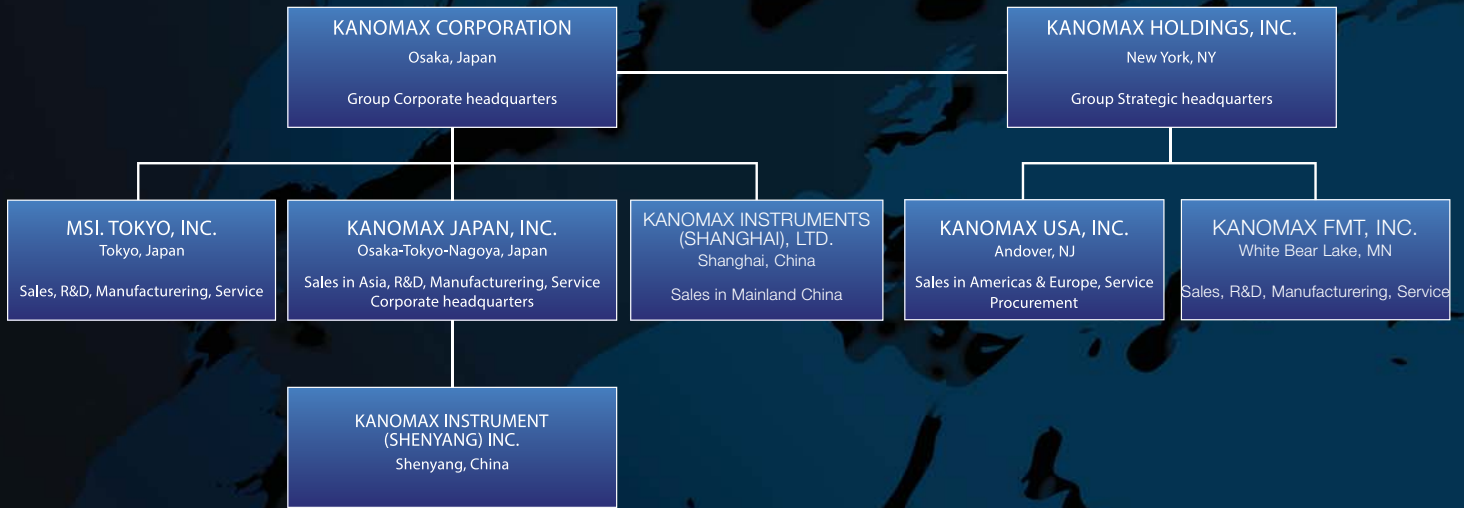 KANOMAX CORPORATION
Osaka, Japan
Group Corporate headquarters
KANOMAX HOLDINGS, INC.
New York, NY
Group Strategic headquarters
MSI. TOKYO, INC.
Tokyo, Japan
Sales, R&D, Manufacturering, Service
KANOMAX JAPAN, INC.
Osaka-Tokyo-Nagoya, Japan
Sales in Asia, R&D, Manufacturering, Service
Corporate headquarters
KANOMAX INSTRUMENTS
(SHANGHAI), LTD.
Shanghai, China
Sales in Mainland China
KANOMAX USA, INC.
Andover, NJ
Sales in Americas & Europe, Service
Procurement
KANOMAX FMT, INC.
White Bear Lake, MN
Sales, R&D, Manufacturering, Service
KANOMAX INSTRUMENT
(SHENYANG) INC.
Shenyang, China